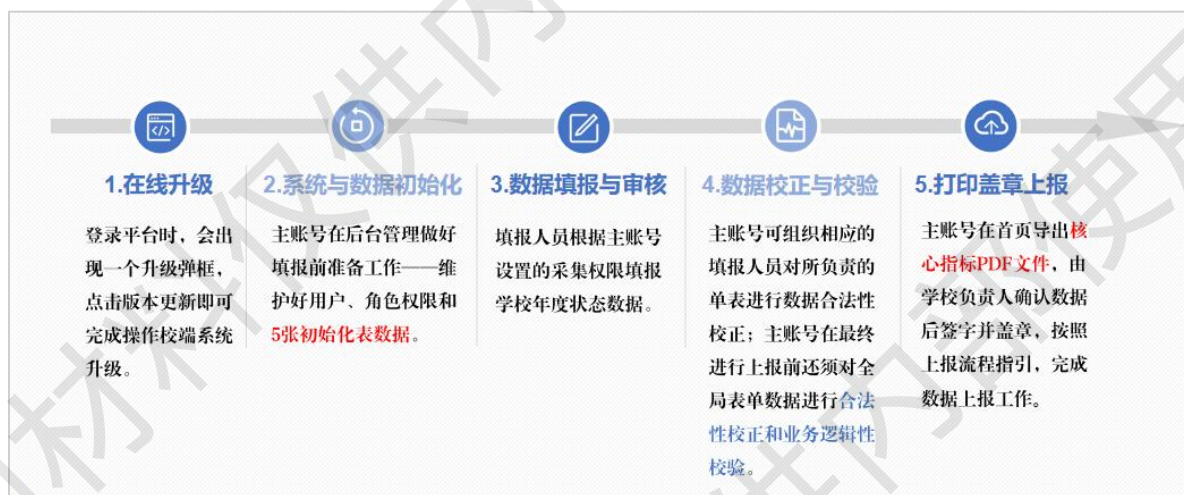 1.在线升级
登录平台时，会出
现一个升级弹框，
点击版本更新即可
完成操作校端系统
升级。
2.系统与数据初始化
主账号在后台管理做好
填报前准备工作——维
护好用户、角色权限和
5张初始化表数据。
3.数据填报与审核
填报人员根据主账号
设置的采集权限填报
学校年度状态数据。
4.数据校正与校验
主账号可组织相应的
填报人员对所负责的
单表进行数据合法性
校正；主账号在最终
进行上报前还须对全
局表单数据进行合法
性校正和业务逻辑性
校验。
5.打印盖章上报
主账号在首页导出核
心指标PDF文件，由
学校负责人确认数据
后签字并盖章，按照
上报流程指引，完成
数据上报工作。
材料仅供内
供内部使用